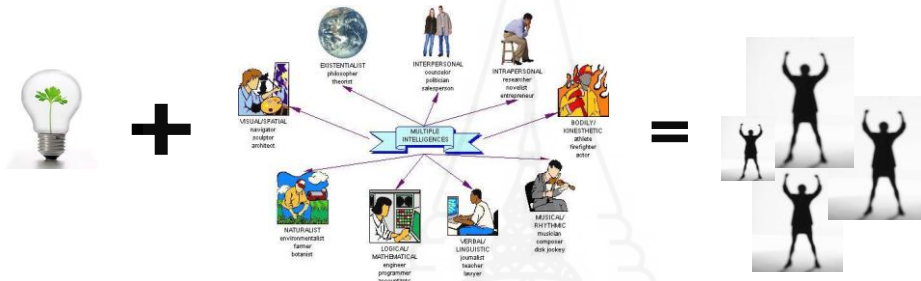 EXISTENTIALIST
philosopher
theorist
INTERPERSONAL
counselor
politician
salesperson
INTRAPERSONAL
researcher
novelist
entrepreneur
VISUAL/SPATIAL
navigator
sculptor
architect
MULTIPLE
INTELLIGENCES
BODILY/
KINESTHETIC
athlete
firefighter
actor
NATURALIST
environmentalist
farmer
botanist
LOGICAL/
MATHEMATICAL
engineer
programmer
accountants
VERBAL/
LINGUISTIC
journalist
teacher
lawyer
MUSICAL/
RHYTHMIC
musician
composer
disk jockey